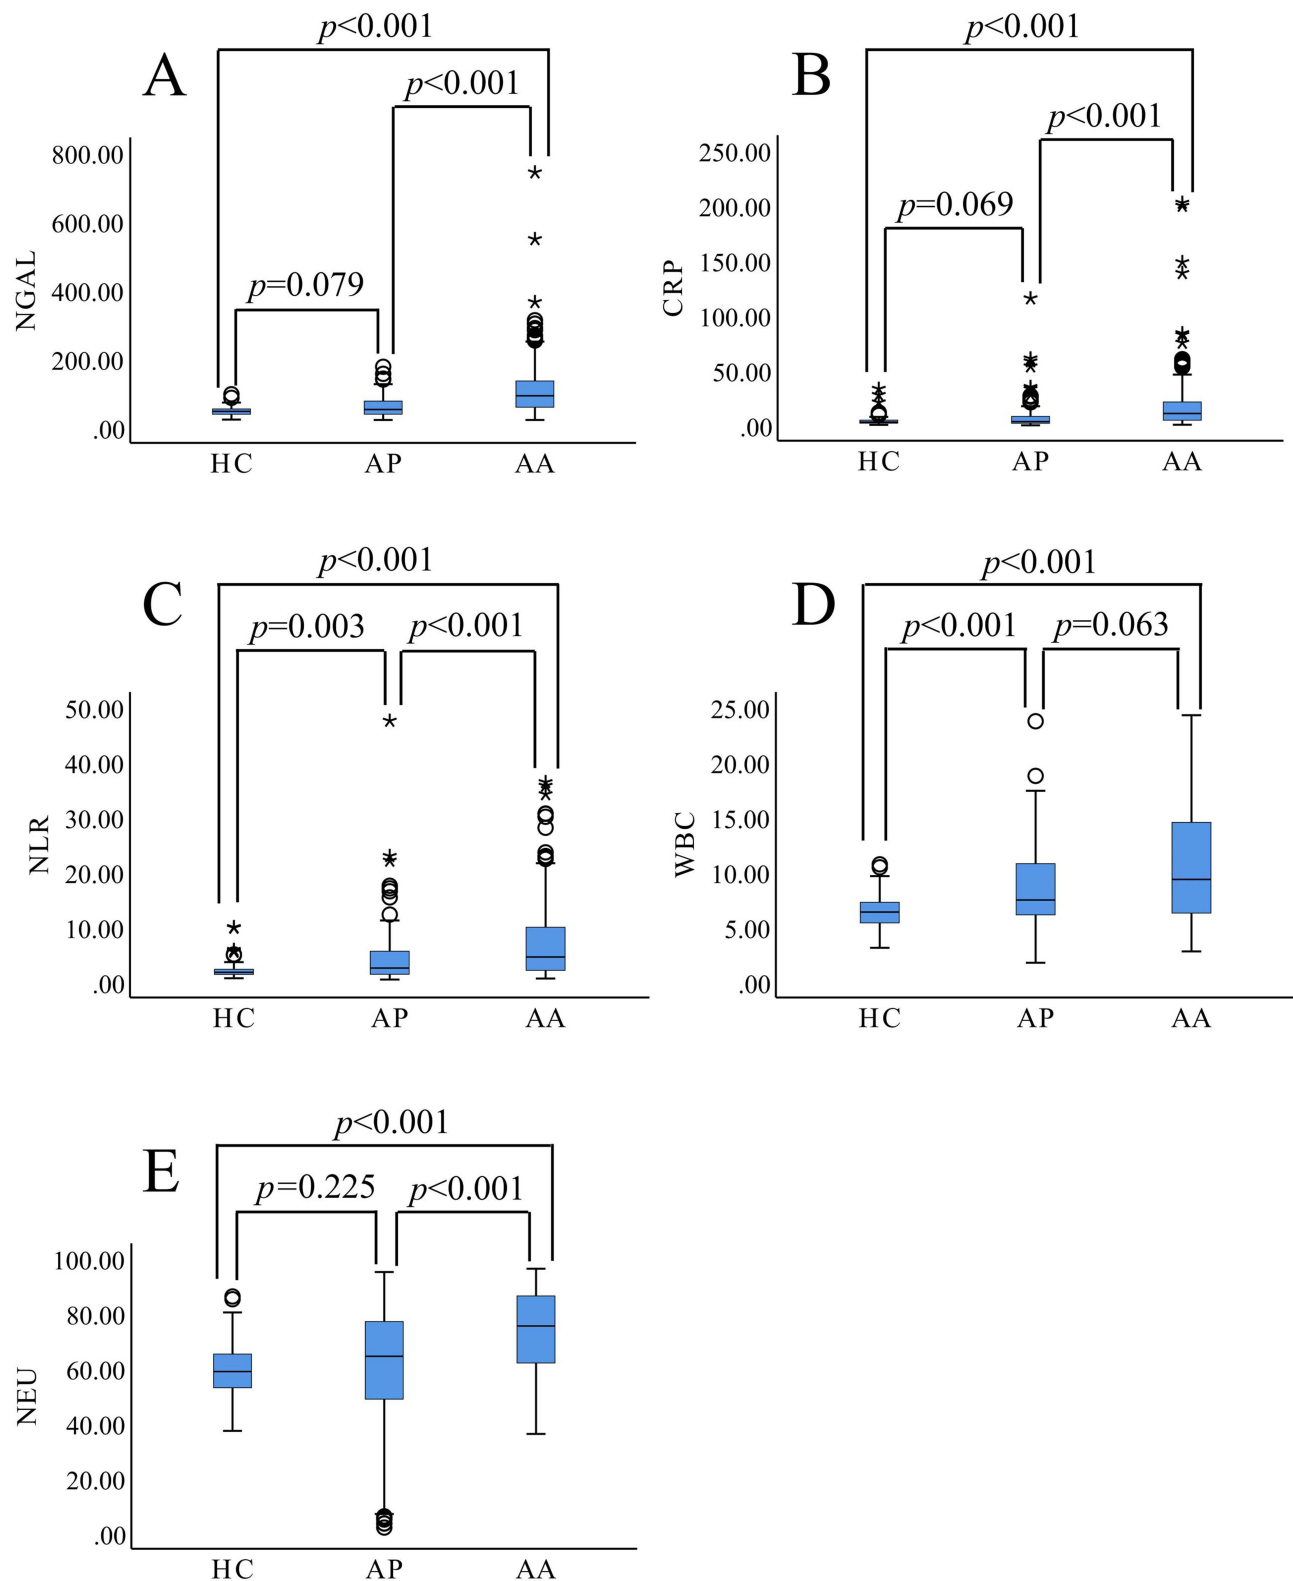 A
p<0.001
p<0.001
p=0.079
NGAL
800.00
600.00
400.00
200.00
.00
HC AP AA
B
p<0.001
p<0.001
p=0.069
CRP
250.00
200.00
150.00
100.00
50.00
.00
HC AP AA
C
p<0.001
p=0.003 p<0.001
NLR
50.00
40.00
30.00
20.00
10.00
.00
HC AP AA
D
p<0.001
p<0.001 p=0.063
WBC
25.00
20.00
15.00
10.00
5.00
.00
HC AP AA
E
p<0.001
p=0.225 p<0.001
NEU
100.00
80.00
60.00
40.00
20.00
.00
HC AP AA